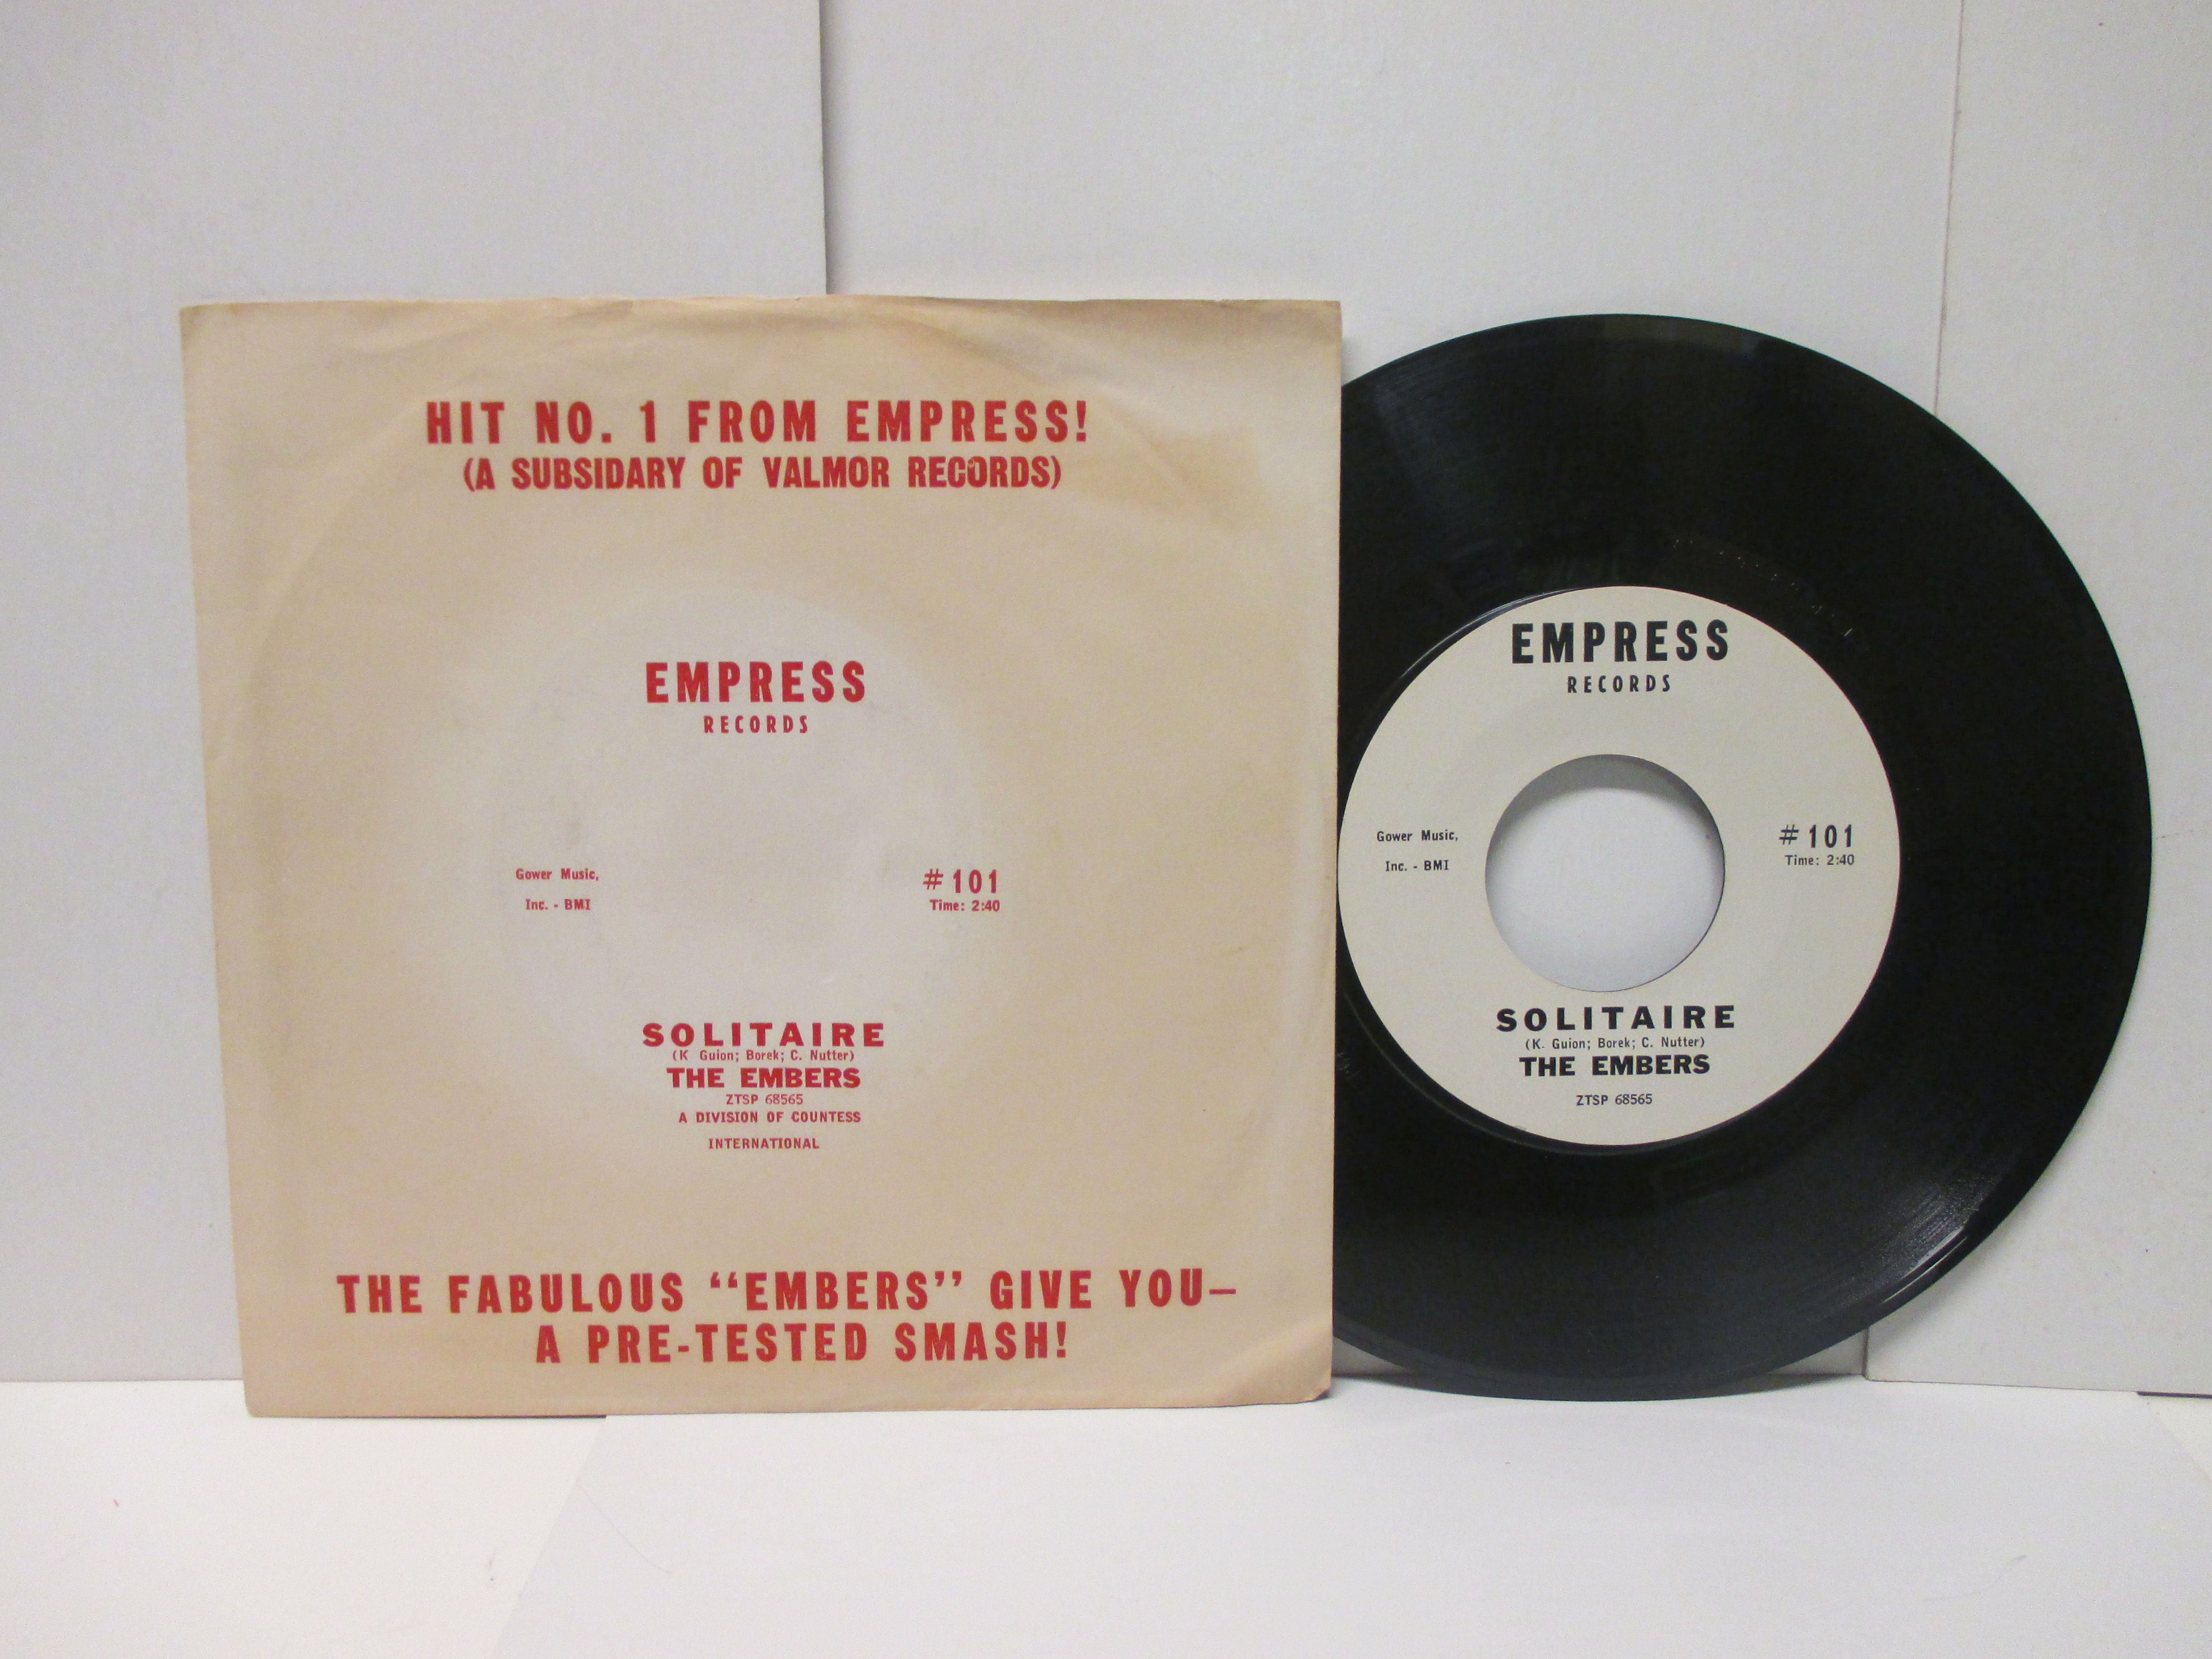 HIT NO. 1 FROM EMPRESS!
(A SUBSIDARY OF VALMOR RECORDS)
EMPRESS
RECORDS
Gower Music,
Inc. - BMI
# 101
Time: 2:40
SOLITAIRE
(K Guion; Borek; C. Nutter)
THE EMBERS
ZTSP 68565
A DIVISION OF COUNTESS
INTERNATIONAL
THE FABULOUS “EMBERS” GIVE YOU—
A PRE-TESTED SMASH!
EMPRESS
RECORDS
Gower Music,
Inc. - BMI
# 101
Time: 2:40
SOLITAIRE
(K. Guion; Borek; C. Nutter)
THE EMBERS
ZTSP 68565